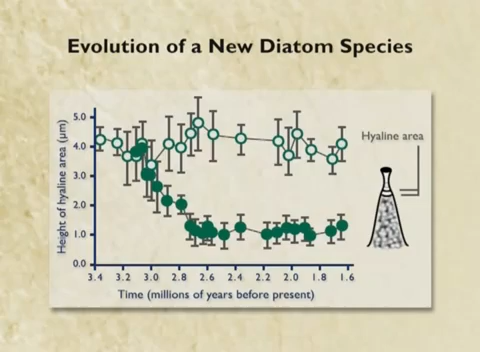 Evolution of a New Diatom Species
Hyaline area
Height of hyaline area (µm)
5.0
4.0
3.0
2.0
1.0
0.0
3.4 3.2 3.0 2.8 2.6 2.4 2.2 2.0 1.8 1.6
Time (millions of years before present)